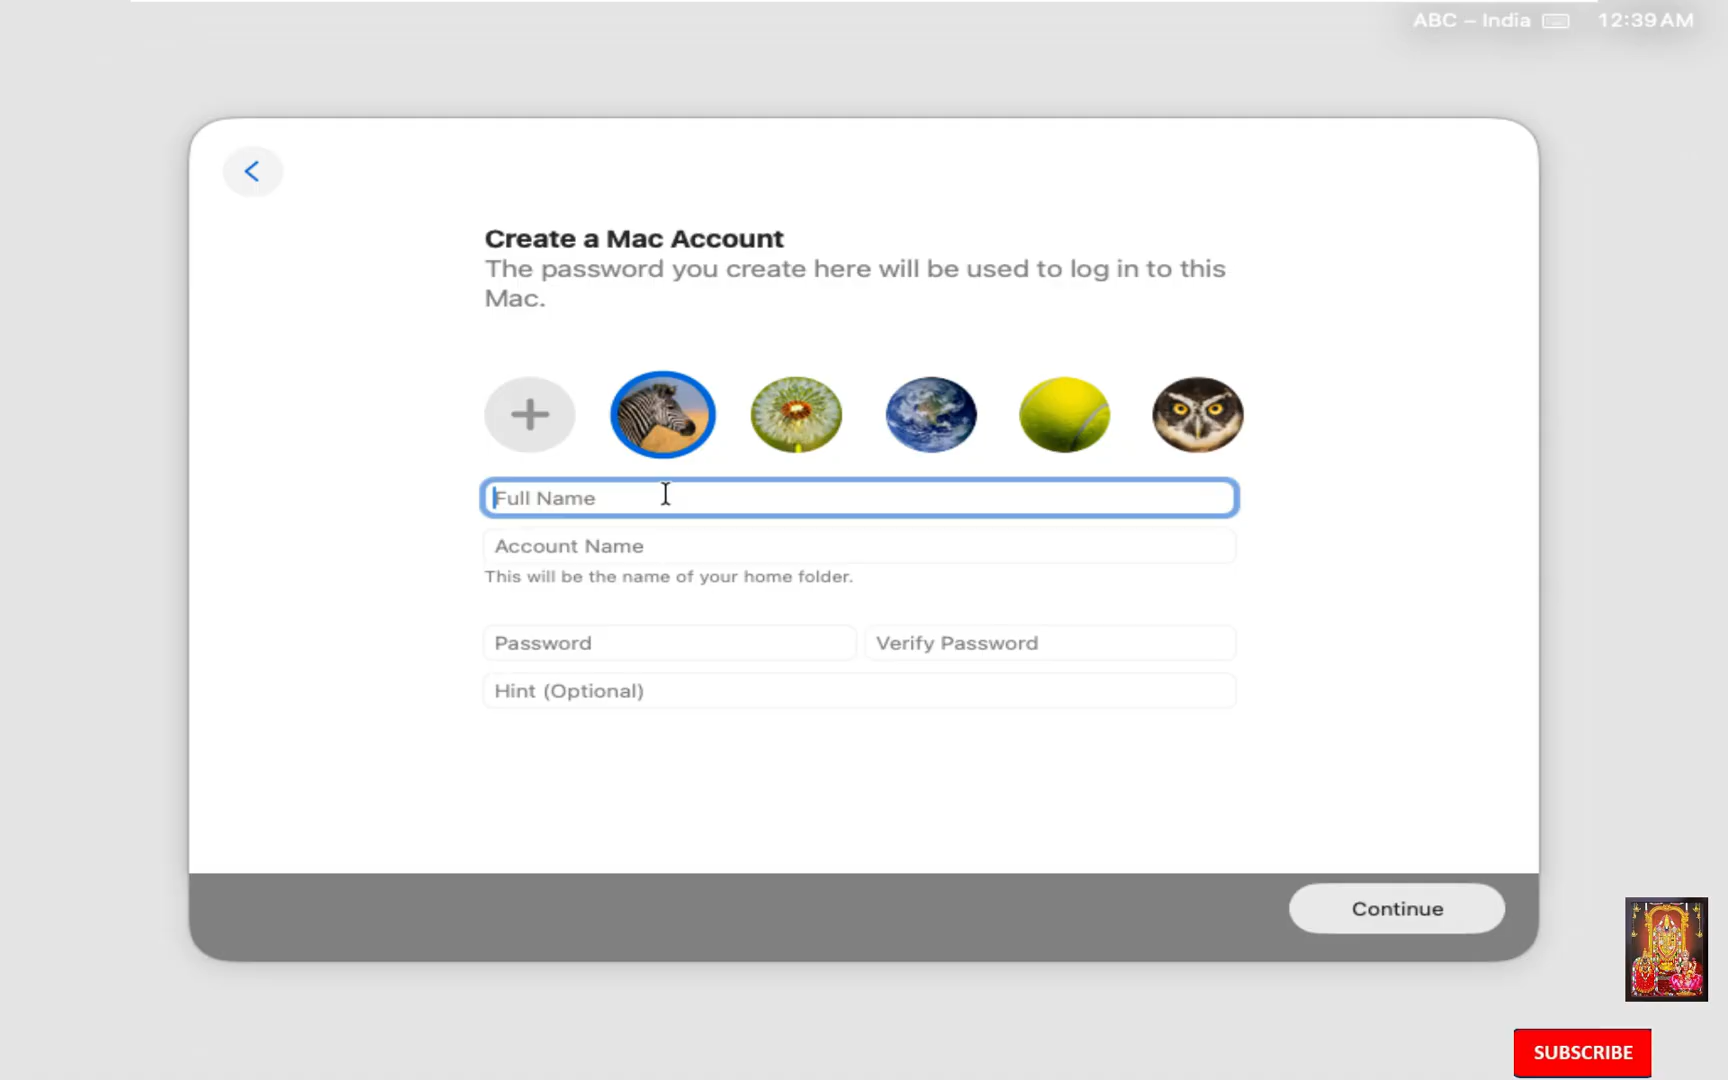 ABC – India 12:39 AM
Create a Mac Account
The password you create here will be used to log in to this
Mac.
Full Name
Account Name
This will be the name of your home folder.
Password Verify Password
Hint (Optional)
Continue
SUBSCRIBE